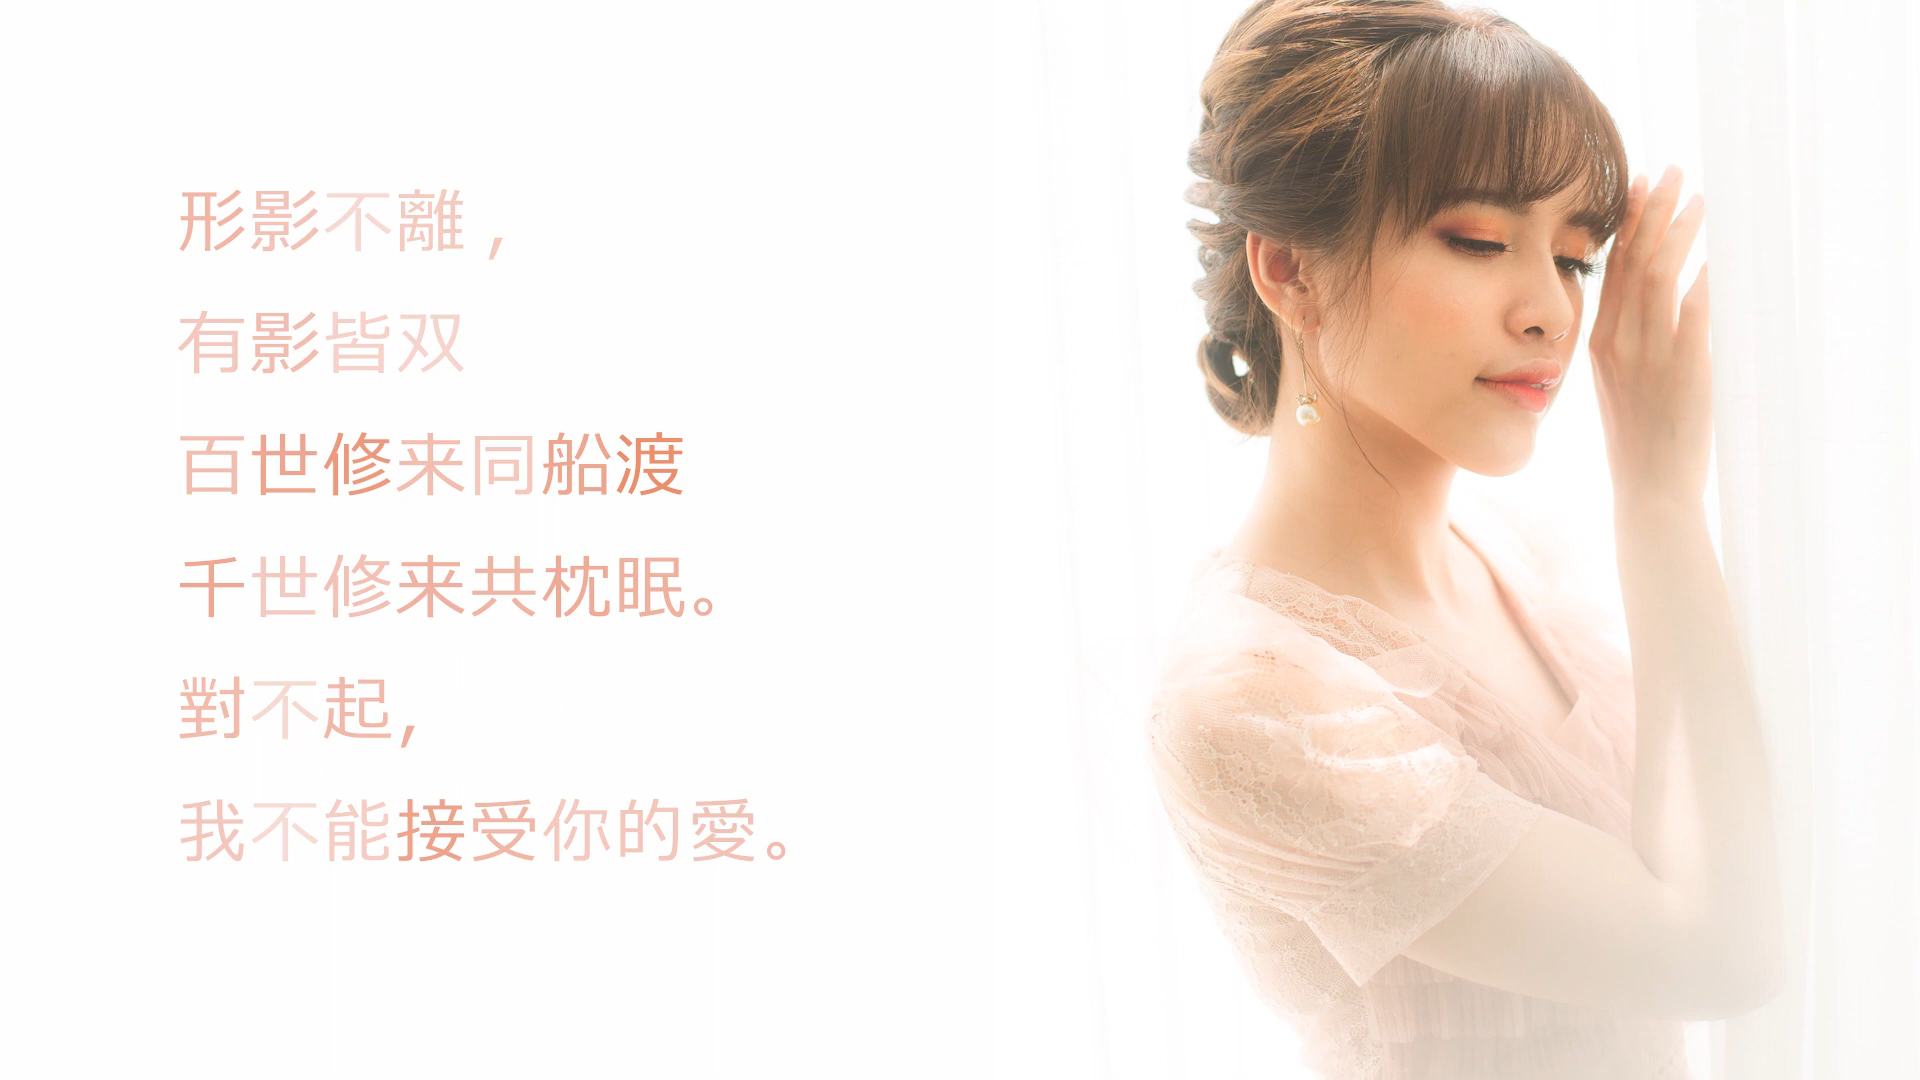 形影不離 ,
有影皆双
百世修来同船渡
千世修来共枕眠。
對不起,
我不能接受你的愛。